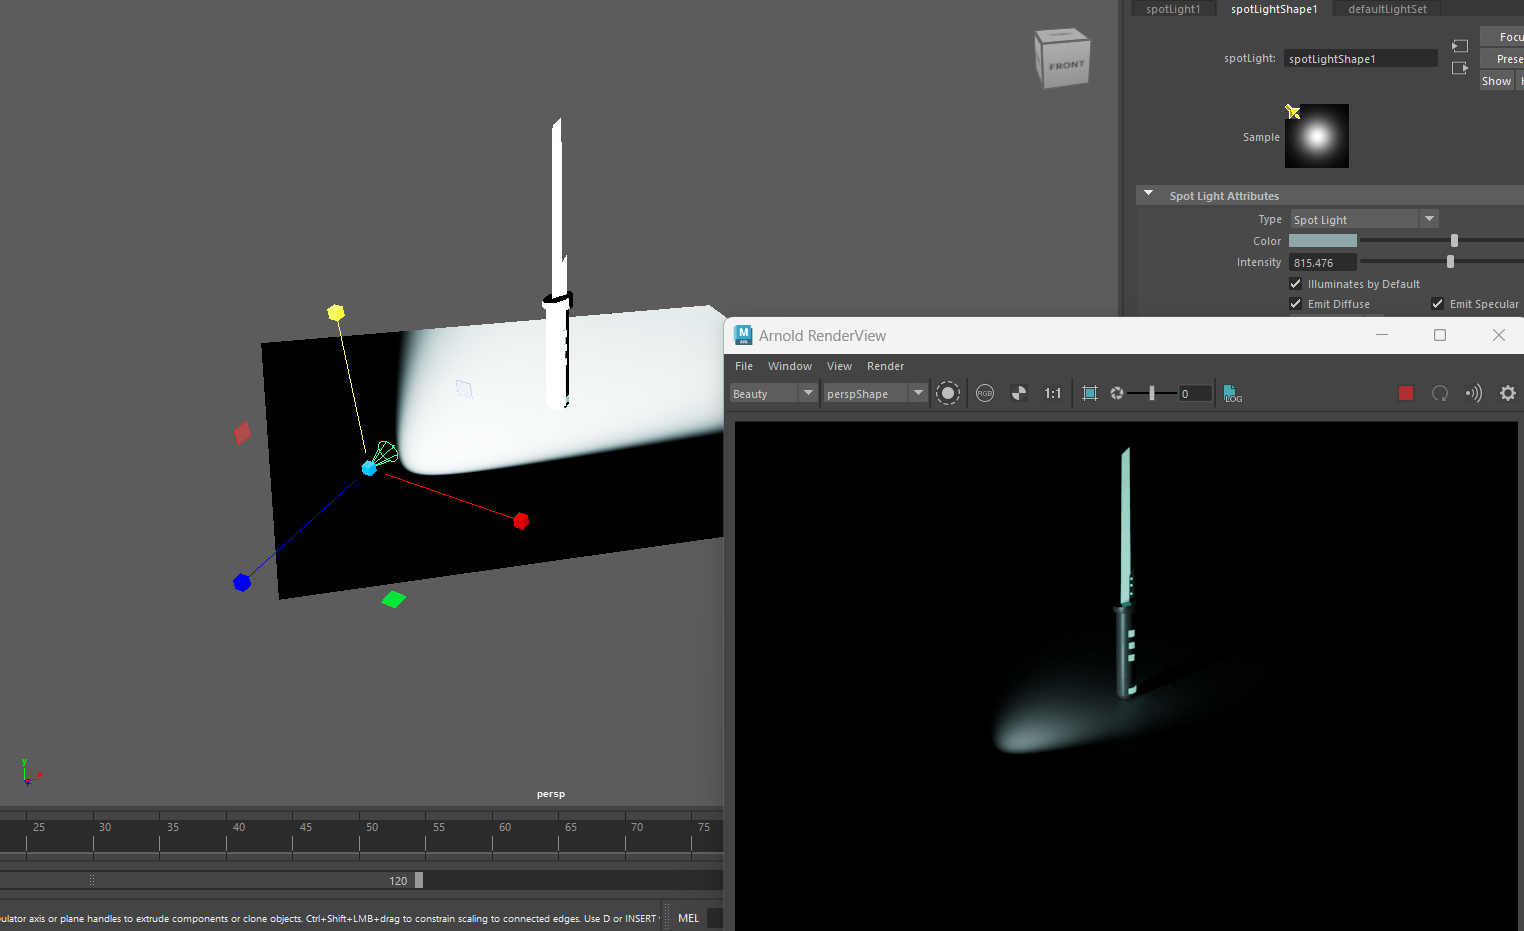 spotLight1 spotLightShape1 defaultLightSet
FRONT
spotLight: spotLightShape1
Focu
Prese
Show
Sample
Spot Light Attributes
Type Spot Light
Color
Intensity 815.476
Illuminates by Default
Emit Diffuse Emit Specular
M
Arnold RenderView
File Window View Render
Beauty perspShape RGB 1:1 0 LOG
y
x
persp
25 30 35 40 45 50 55 60 65 70 75
120
ulator axis or plane handles to extrude components or clone objects. Ctrl+Shift+LMB+drag to constrain scaling to connected edges. Use D or INSERT
MEL